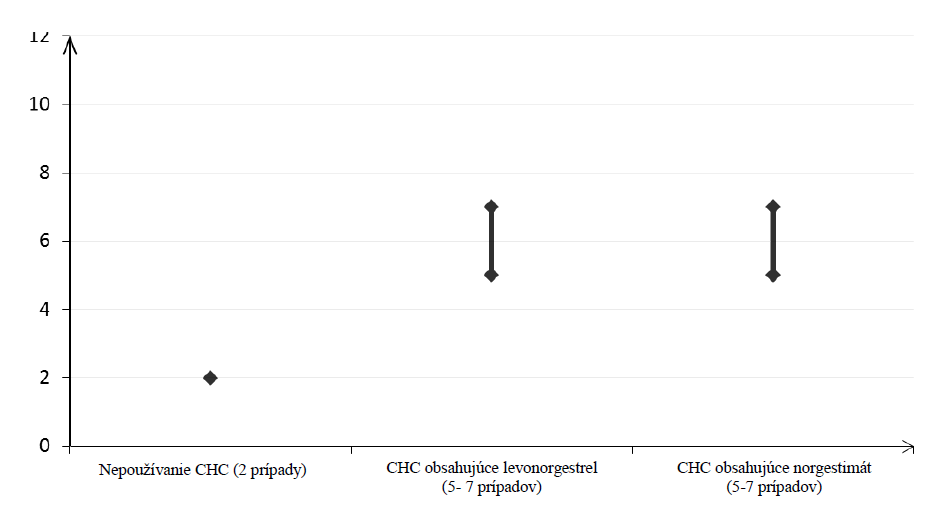 12
10
8
6
4
2
0
Nepoužívanie CHC (2 prípady)
CHC obsahujúce levonorgestrel
(5- 7 prípadov)
CHC obsahujúce norgestimát
(5-7 prípadov)